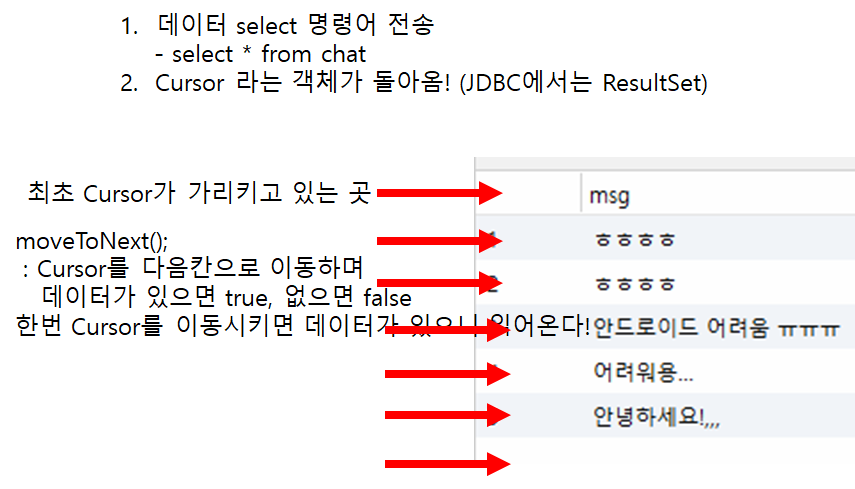 1. 데이터 select 명령어 전송
- select * from chat
2. Cursor 라는 객체가 돌아옴! (JDBC에서는 ResultSet)
최초 Cursor가 가리키고 있는 곳
msg
moveToNext();
: Cursor를 다음칸으로 이동하며
데이터가 있으면 true, 없으면 false
한번 Cursor를 이동시키면 데이터가 있으니 읽어온다!
ㅎㅎㅎㅎ
2 ㅎㅎㅎㅎ
안드로이드 어려움 ㅠㅠㅠ
어려워용...
안녕하세요!,,,